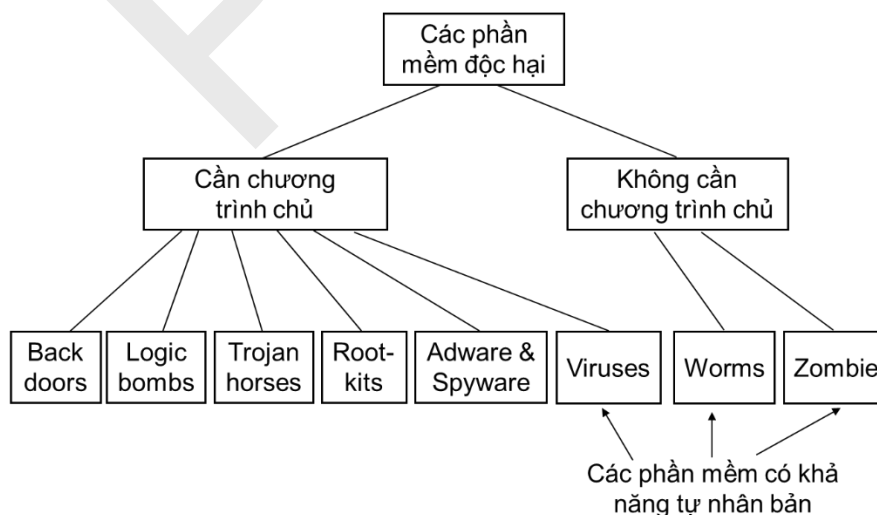 Các phần
mềm độc hại
Cần chương
trình chủ
Không cần
chương trình chủ
Back
doors
Logic
bombs
Trojan
horses
Root-
kits
Adware &
Spyware
Viruses
Worms
Zombie
Các phần mềm có khả
năng tự nhân bản